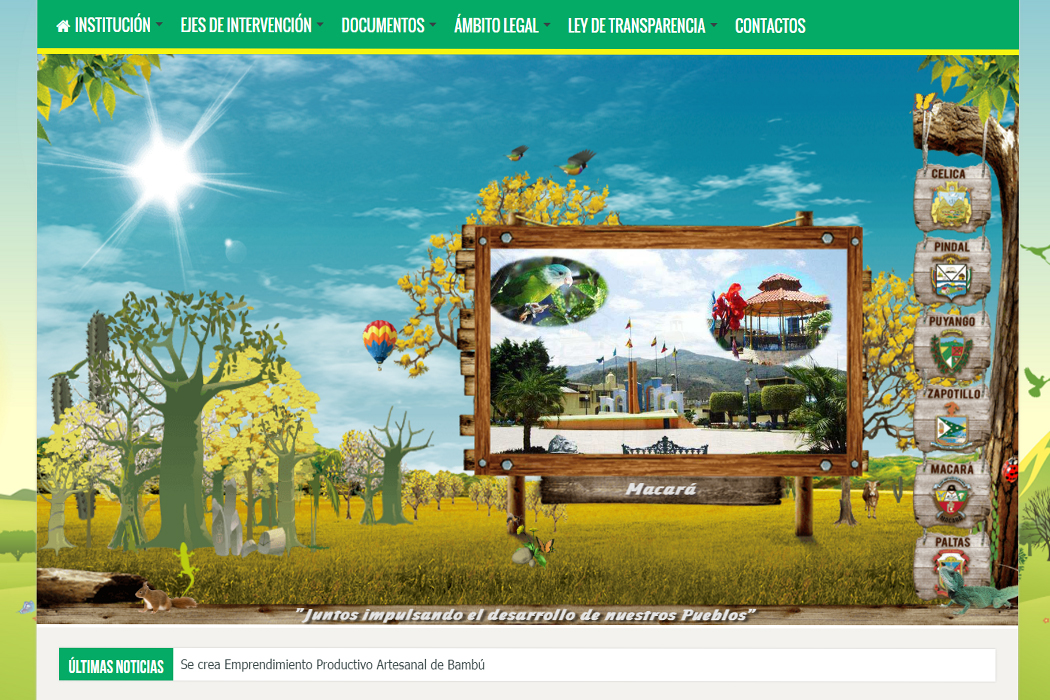 INSTITUCIÓN EJES DE INTERVENCIÓN DOCUMENTOS ÁMBITO LEGAL LEY DE TRANSPARENCIA CONTACTOS
CELICA
PINDAL
PUYANGO
ZAPOTILLO
MACARÁ
PALTAS
Macará
"Juntos impulsando el desarrollo de nuestros Pueblos"
ÚLTIMAS NOTICIAS Se crea Emprendimiento Productivo Artesanal de Bambú